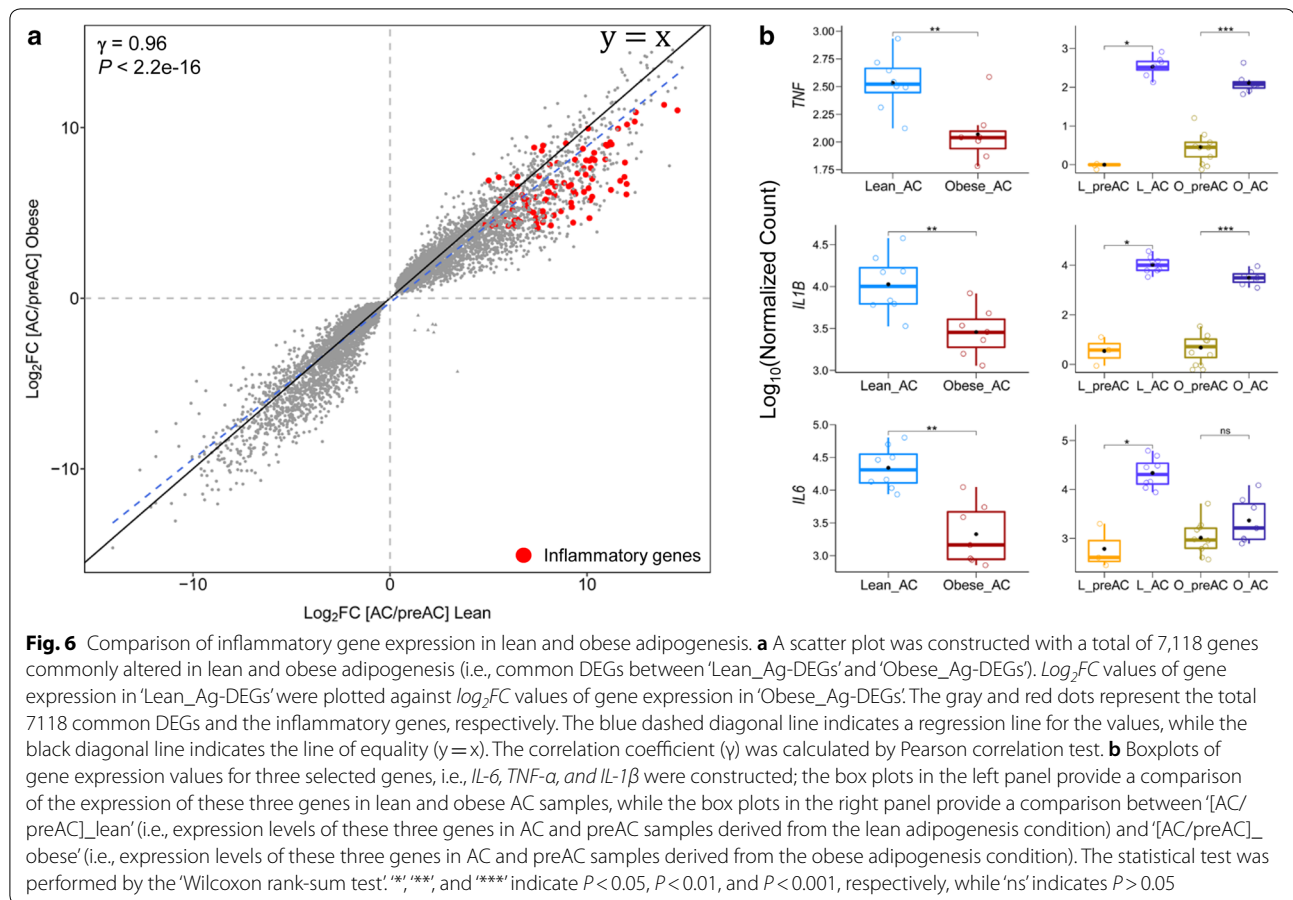 a
γ = 0.96
P < 2.2e-16
y = x
Log2FC [AC/preAC] Obese
10
0
−10
−10
0
10
Log2FC [AC/preAC] Lean
Inflammatory genes
b
Log10(Normalized Count)
TNF
3.00
2.75
2.50
2.25
2.00
1.75
**
Lean_AC Obese_AC
3
2
1
0
* ***
L_preAC L_AC O_preAC O_AC
IL1B
4.5
4.0
3.5
3.0
**
Lean_AC Obese_AC
4
2
0
* ***
L_preAC L_AC O_preAC O_AC
IL6
5.0
4.5
4.0
3.5
3.0
**
Lean_AC Obese_AC
5
4
3
* ns
L_preAC L_AC O_preAC O_AC
Fig. 6 Comparison of inflammatory gene expression in lean and obese adipogenesis. a A scatter plot was constructed with a total of 7,118 genes
commonly altered in lean and obese adipogenesis (i.e., common DEGs between ‘Lean_Ag-DEGs’ and ‘Obese_Ag-DEGs’). Log2FC values of gene
expression in ‘Lean_Ag-DEGs’ were plotted against log2FC values of gene expression in ‘Obese_Ag-DEGs’. The gray and red dots represent the total
7118 common DEGs and the inflammatory genes, respectively. The blue dashed diagonal line indicates a regression line for the values, while the
black diagonal line indicates the line of equality (y = x). The correlation coefficient (γ) was calculated by Pearson correlation test. b Boxplots of
gene expression values for three selected genes, i.e., IL-6, TNF-α, and IL-1β were constructed; the box plots in the left panel provide a comparison
of the expression of these three genes in lean and obese AC samples, while the box plots in the right panel provide a comparison between ‘[AC/
preAC]_lean’ (i.e., expression levels of these three genes in AC and preAC samples derived from the lean adipogenesis condition) and ‘[AC/preAC]_
obese’ (i.e., expression levels of these three genes in AC and preAC samples derived from the obese adipogenesis condition). The statistical test was
performed by the ‘Wilcoxon rank-sum test’. ‘*’, ‘**’, and ‘***’ indicate P < 0.05, P < 0.01, and P < 0.001, respectively, while ‘ns’ indicates P > 0.05